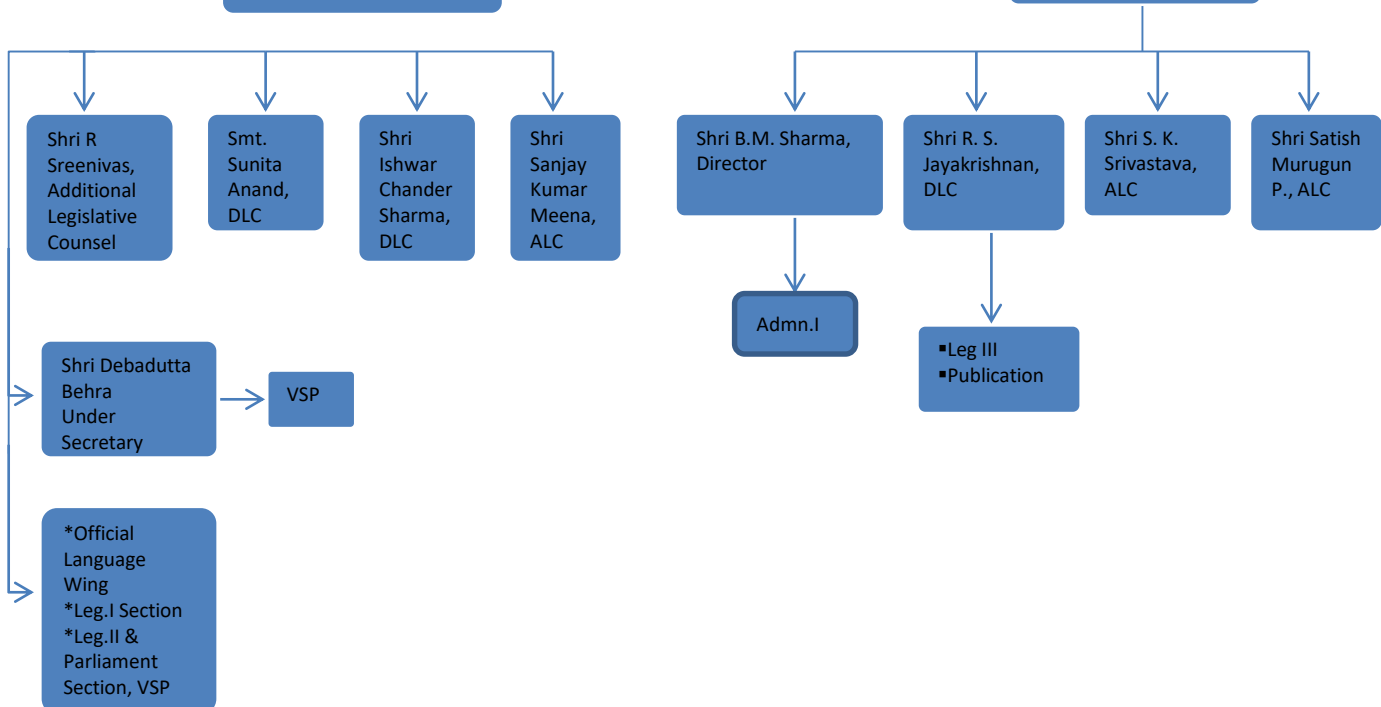 Shri R
Sreenivas,
Additional
Legislative
Counsel
Smt.
Sunita
Anand,
DLC
Shri
Ishwar
Chander
Sharma,
DLC
Shri
Sanjay
Kumar
Meena,
ALC
Shri B.M. Sharma,
Director
Shri R. S.
Jayakrishnan,
DLC
Shri S. K.
Srivastava,
ALC
Shri Satish
Murugun
P., ALC
Admn.I
▪Leg III
▪Publication
Shri Debadutta
Behra
Under
Secretary
VSP
*Official
Language
Wing
*Leg.I Section
*Leg.II &
Parliament
Section, VSP